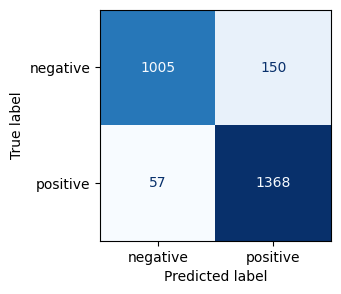 True label
negative 1005 150
positive 57 1368
negative positive
Predicted label